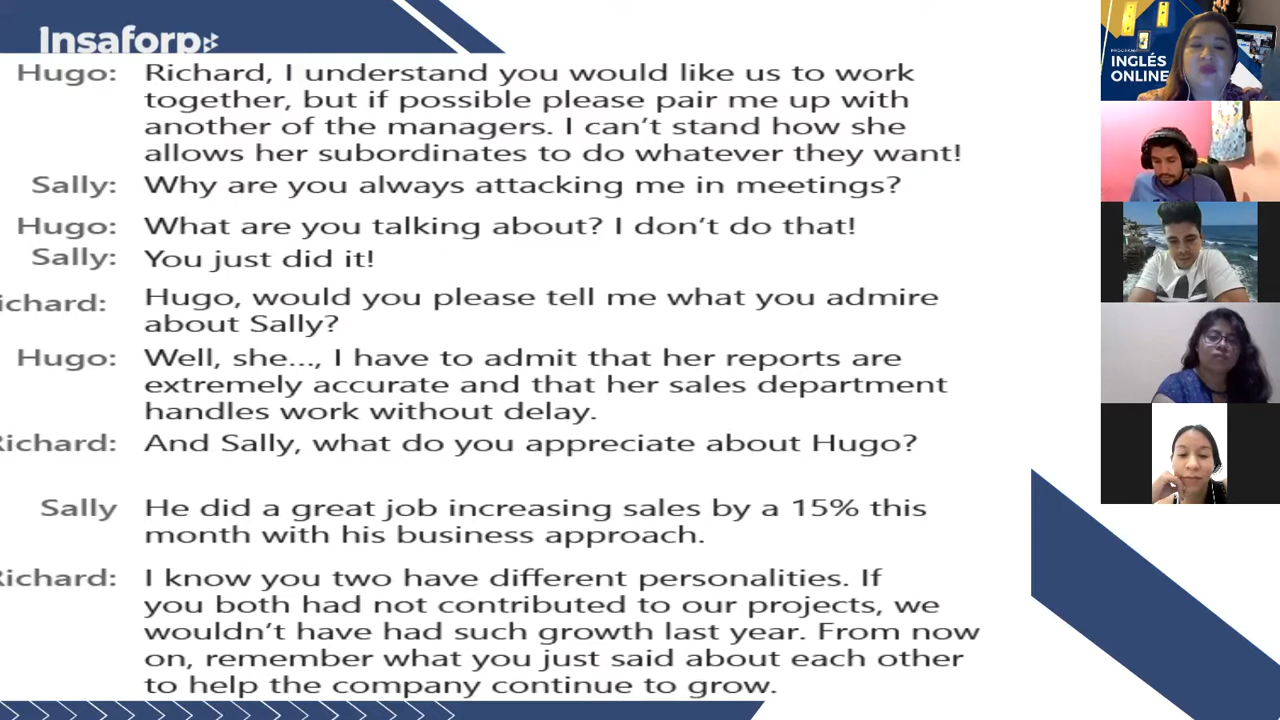 Insaforp
Hugo: Richard, I understand you would like us to work
together, but if possible please pair me up with
another of the managers. I can't stand how she
allows her subordinates to do whatever they want!
Sally: Why are you always attacking me in meetings?
Hugo: What are you talking about? I don't do that!
Sally: You just did it!
ichard: Hugo, would you please tell me what you admire
about Sally?
Hugo: Well, she..., I have to admit that her reports are
extremely accurate and that her sales department
handles work without delay.
Richard: And Sally, what do you appreciate about Hugo?
Sally He did a great job increasing sales by a 15% this
month with his business approach.
Richard: I know you two have different personalities. If
you both had not contributed to our projects, we
wouldn't have had such growth last year. From now
on, remember what you just said about each other
to help the company continue to grow.
INGLÉS
ONLINE